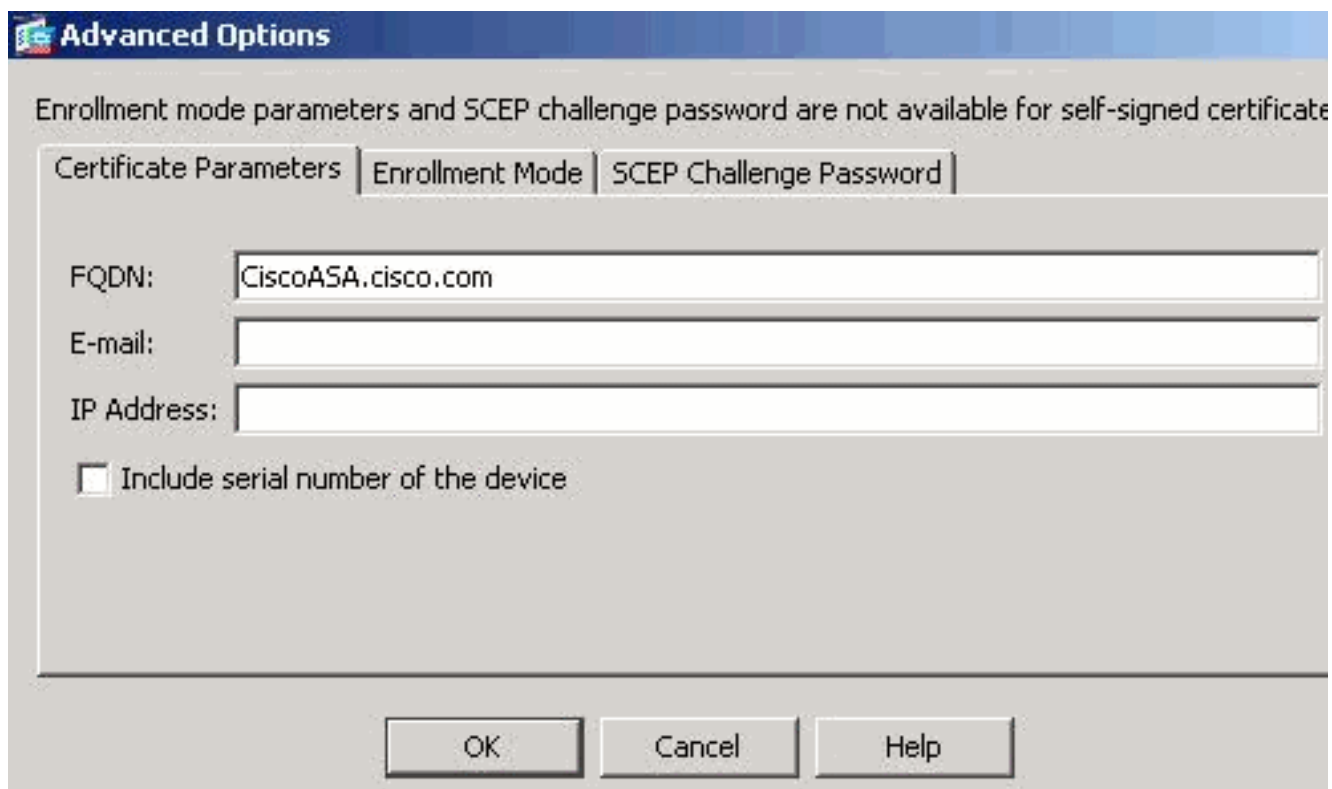 Advanced Options
Enrollment mode parameters and SCEP challenge password are not available for self-signed certificate
Certificate Parameters
Enrollment Mode
SCEP Challenge Password
FQDN: CiscoASA.cisco.com
E-mail:
IP Address:
Include serial number of the device
OK Cancel Help